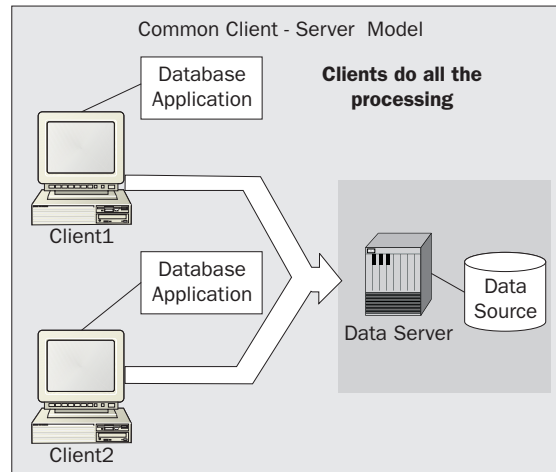 Common Client - Server Model
Database
Application
Clients do all the
processing
Client1
Database
Application
Data Server
Data
Source
Client2